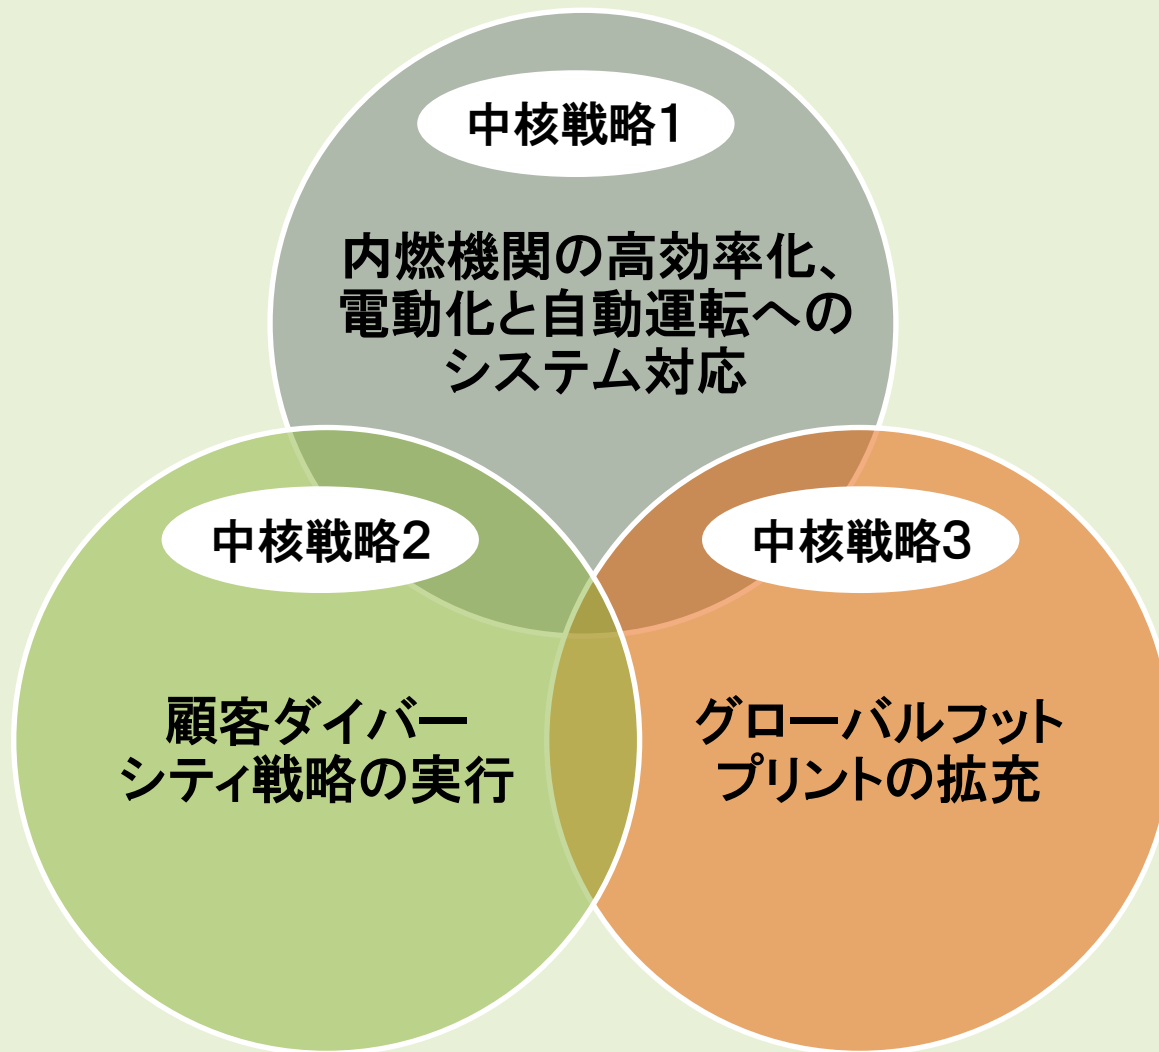 中核戦略1
内燃機関の高効率化、
電動化と自動運転への
システム対応
中核戦略2
顧客ダイバー
シティ戦略の実行
中核戦略3
グローバルフット
プリントの拡充